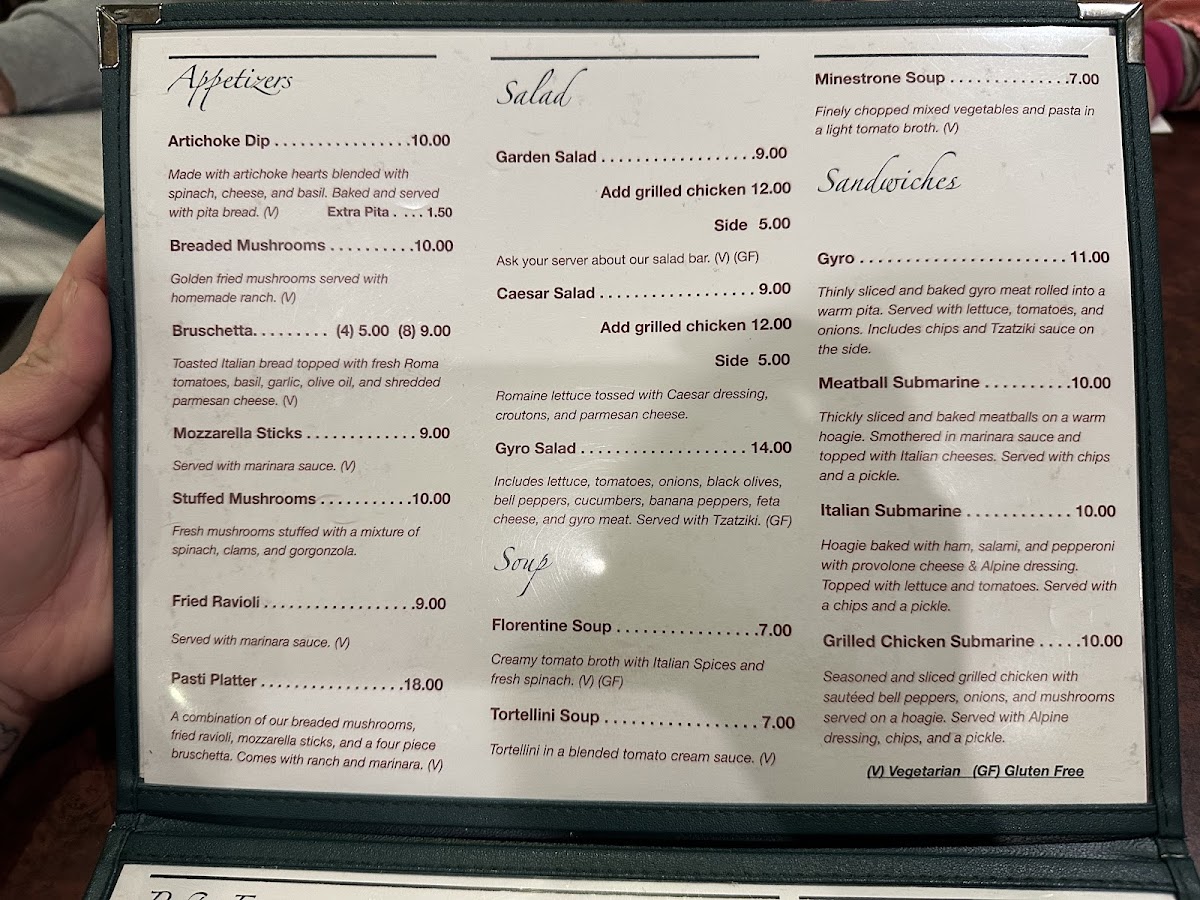 Appetizers
Artichoke Dip . . . . . . . . . . . . . . . .10.00
Made with artichoke hearts blended with
spinach, cheese, and basil. Baked and served
with pita bread. (V) Extra Pita . . . . 1.50
Breaded Mushrooms . . . . . . . . . .10.00
Golden fried mushrooms served with
homemade ranch. (V)
Bruschetta. . . . . . . . . (4) 5.00 (8) 9.00
Toasted Italian bread topped with fresh Roma
tomatoes, basil, garlic, olive oil, and shredded
parmesan cheese. (V)
Mozzarella Sticks . . . . . . . . . . . . . 9.00
Served with marinara sauce. (V)
Stuffed Mushrooms . . . . . . . . . . .10.00
Fresh mushrooms stuffed with a mixture of
spinach, clams, and gorgonzola.
Fried Ravioli . . . . . . . . . . . . . . . . . .9.00
Served with marinara sauce. (V)
Pasti Platter . . . . . . . . . . . . . . . . .18.00
A combination of our breaded mushrooms,
fried ravioli, mozzarella sticks, and a four piece
bruschetta. Comes with ranch and marinara. (V)
Salad
Garden Salad . . . . . . . . . . . . . . . . . .9.00
Add grilled chicken 12.00
Side 5.00
Ask your server about our salad bar. (V) (GF)
Caesar Salad . . . . . . . . . . . . . . . . . . 9.00
Add grilled chicken 12.00
Side 5.00
Romaine lettuce tossed with Caesar dressing,
croutons, and parmesan cheese.
Gyro Salad . . . . . . . . . . . . . . . . . . . 14.00
Includes lettuce, tomatoes, onions, black olives,
bell peppers, cucumbers, banana peppers, feta
cheese, and gyro meat. Served with Tzatziki. (GF)
Soup
Florentine Soup . . . . . . . . . . . . . . . .7.00
Creamy tomato broth with Italian Spices and
fresh spinach. (V) (GF)
Tortellini Soup . . . . . . . . . . . . . . . . . . 7.00
Tortellini in a blended tomato cream sauce. (V)
Minestrone Soup . . . . . . . . . . . . . .7.00
Finely chopped mixed vegetables and pasta in
a light tomato broth. (V)
Sandwiches
Gyro . . . . . . . . . . . . . . . . . . . . . . . . 11.00
Thinly sliced and baked gyro meat rolled into a
warm pita. Served with lettuce, tomatoes, and
onions. Includes chips and Tzatziki sauce on
the side.
Meatball Submarine . . . . . . . . . .10.00
Thickly sliced and baked meatballs on a warm
hoagie. Smothered in marinara sauce and
topped with Italian cheeses. Served with chips
and a pickle.
Italian Submarine . . . . . . . . . . . . 10.00
Hoagie baked with ham, salami, and pepperoni
with provolone cheese & Alpine dressing.
Topped with lettuce and tomatoes. Served with
a chips and a pickle.
Grilled Chicken Submarine . . . . .10.00
Seasoned and sliced grilled chicken with
sautéed bell peppers, onions, and mushrooms
served on a hoagie. Served with Alpine
dressing, chips, and a pickle.
(V) Vegetarian (GF) Gluten Free